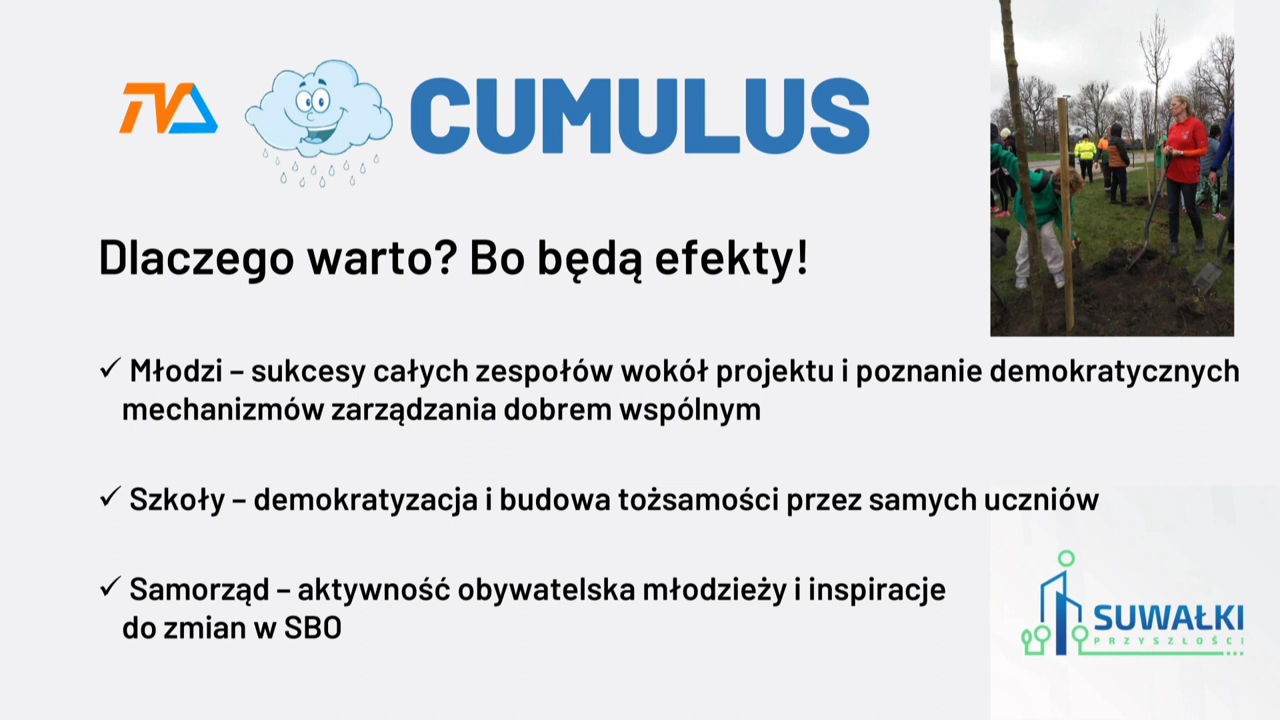 TVA
CUMULUS
Dlaczego warto? Bo będą efekty!
✓ Młodzi – sukcesy całych zespołów wokół projektu i poznanie demokratycznych
mechanizmów zarządzania dobrem wspólnym
✓ Szkoły – demokratyzacja i budowa tożsamości przez samych uczniów
✓ Samorząd – aktywność obywatelska młodzieży i inspiracje
do zmian w SBO
SUWAŁKI
PRZYSZŁOŚCI